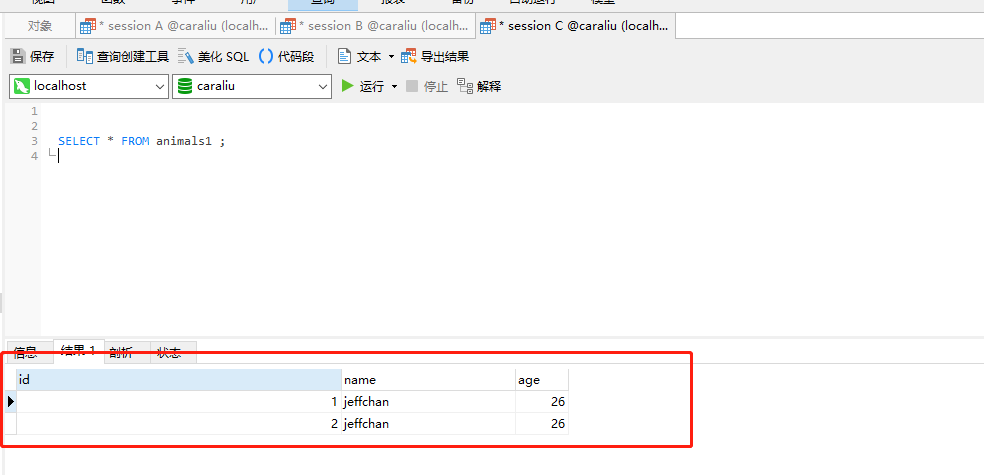 对象 * session A @caraliu (localh... * session B @caraliu (localh... * session C @caraliu (localh...
保存 查询创建工具 美化 SQL () 代码段 文本 导出结果
localhost caraliu 运行 停止 解释
1
2
3 SELECT * FROM animals1 ;
4
信息 结果 1 剖析 状态
id name age
1 jeffchan 26
2 jeffchan 26